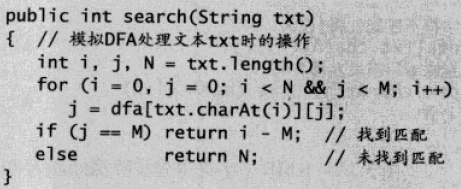 public int search(String txt)
{  // 模拟DFA处理文本txt时的操作
   int i, j, N = txt.length();
   for (i = 0, j = 0; i < N && j < M; i++)
      j = dfa[txt.charAt(i)][j];
   if (j == M) return i - M;  // 找到匹配
   else        return N;      // 未找到匹配
}